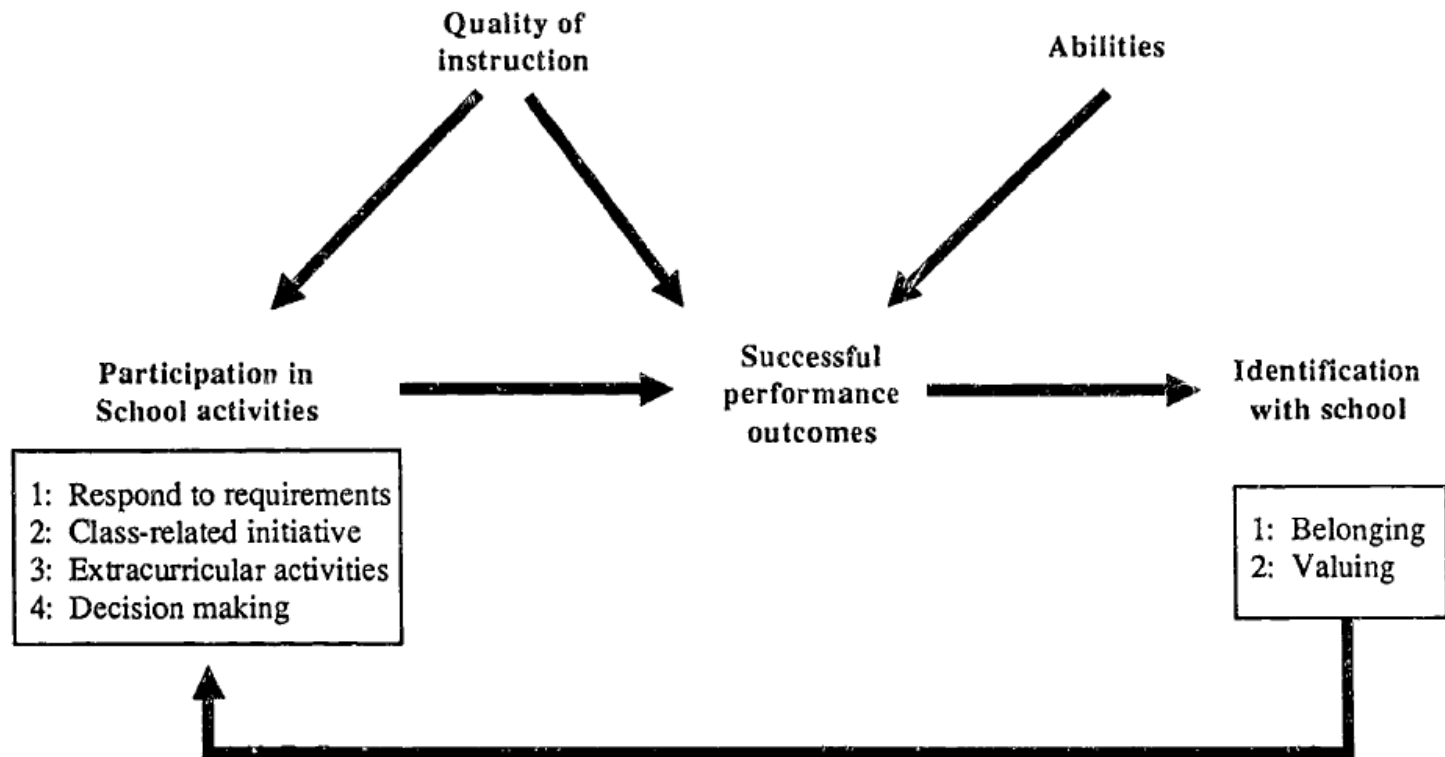 Quality of
instruction
Abilities
Participation in
School activities
Successful
performance
outcomes
Identification
with school
1: Respond to requirements
2: Class-related initiative
3: Extracurricular activities
4: Decision making
1: Belonging
2: Valuing